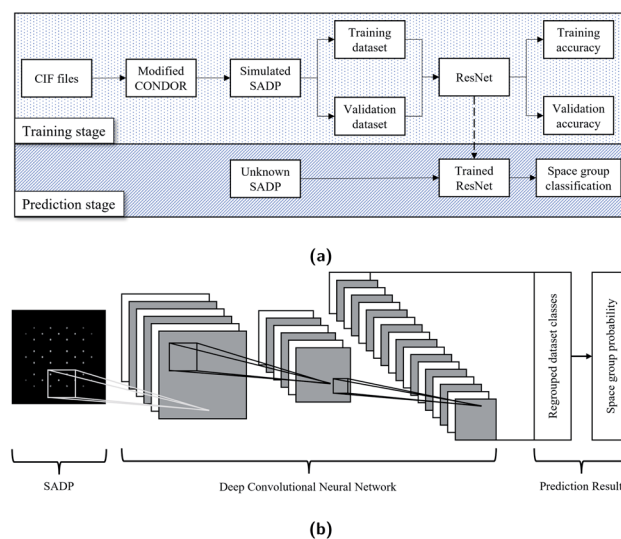 Training
dataset
Training
accuracy
CIF files
Modified
CONDOR
Simulated
SADP
ResNet
Validation
dataset
Validation
accuracy
Training stage
Unknown
SADP
Trained
ResNet
Space group
classification
Prediction stage
(a)
Regrouped dataset classes
Space group probability
SADP
Deep Convolutional Neural Network
Prediction Result
(b)